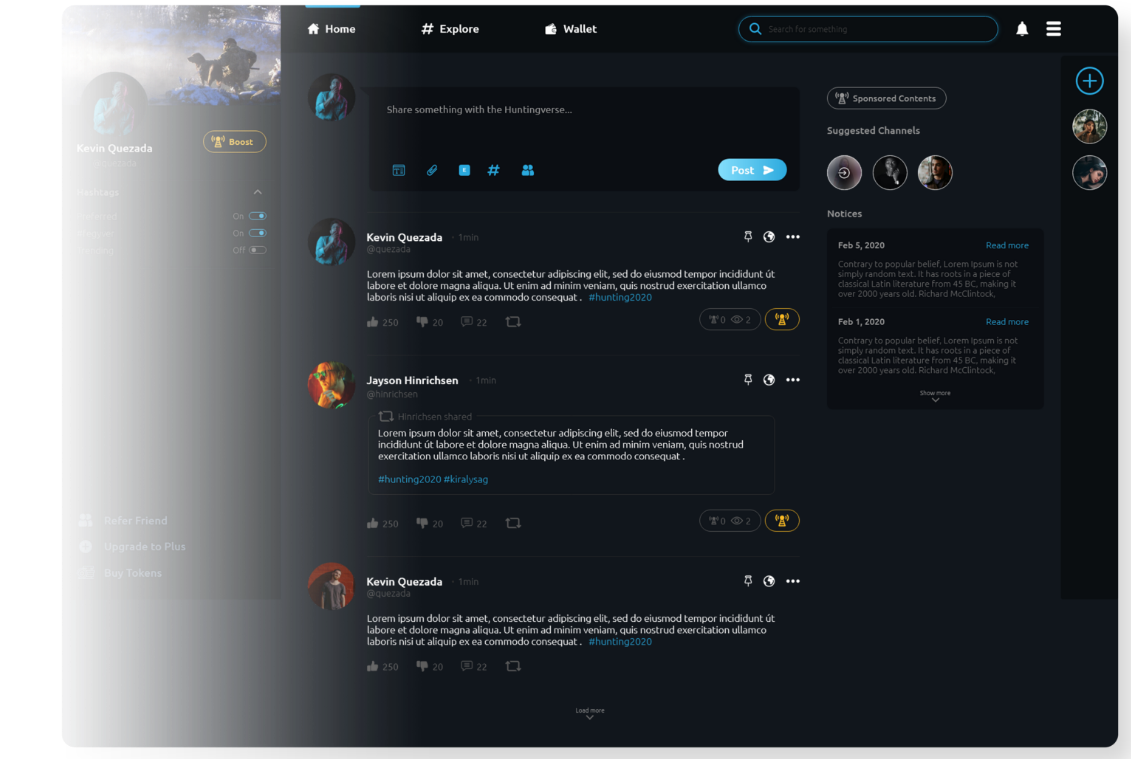 Home
Explore
Wallet
Search for something
Kevin Quezada
@quezada
Boost
Hashtags
On
On
Off
Refer Friend
Upgrade to Plus
Buy Tokens
Share something with the Huntingverse...
Post
Kevin Quezada · 1min
@quezada
Lorem ipsum dolor sit amet, consectetur adipiscing elit, sed do eiusmod tempor incididunt út
labore et dolore magna aliqua. Ut enim ad minim veniam, quis nostrud exercitation ullamco
laboris nisi ut aliquip ex ea commodo consequat . #hunting2020
250 20 22
0 2
Jayson Hinrichsen · 1min
@hinrichsen
Hinrichsen shared
Lorem ipsum dolor sit amet, consectetur adipiscing elit, sed do eiusmod tempor
incididunt út labore et dolore magna aliqua. Ut enim ad minim veniam, quis nostrud
exercitation ullamco laboris nisi ut aliquip ex ea commodo consequat .
#hunting2020 #kiralysag
250 20 22
0 2
Kevin Quezada · 1min
@quezada
Lorem ipsum dolor sit amet, consectetur adipiscing elit, sed do eiusmod tempor incididunt út
labore et dolore magna aliqua. Ut enim ad minim veniam, quis nostrud exercitation ullamco
laboris nisi ut aliquip ex ea commodo consequat . #hunting2020
250 20 22
Load more
Sponsored Contents
Suggested Channels
Notices
Feb 5, 2020 Read more
Contrary to popular belief, Lorem Ipsum is not
simply random text. It has roots in a piece of
classical Latin literature from 45 BC, making it
over 2000 years old. Richard McClintock,
Feb 1, 2020 Read more
Contrary to popular belief, Lorem Ipsum is not
simply random text. It has roots in a piece of
classical Latin literature from 45 BC, making it
over 2000 years old. Richard McClintock,
Show more